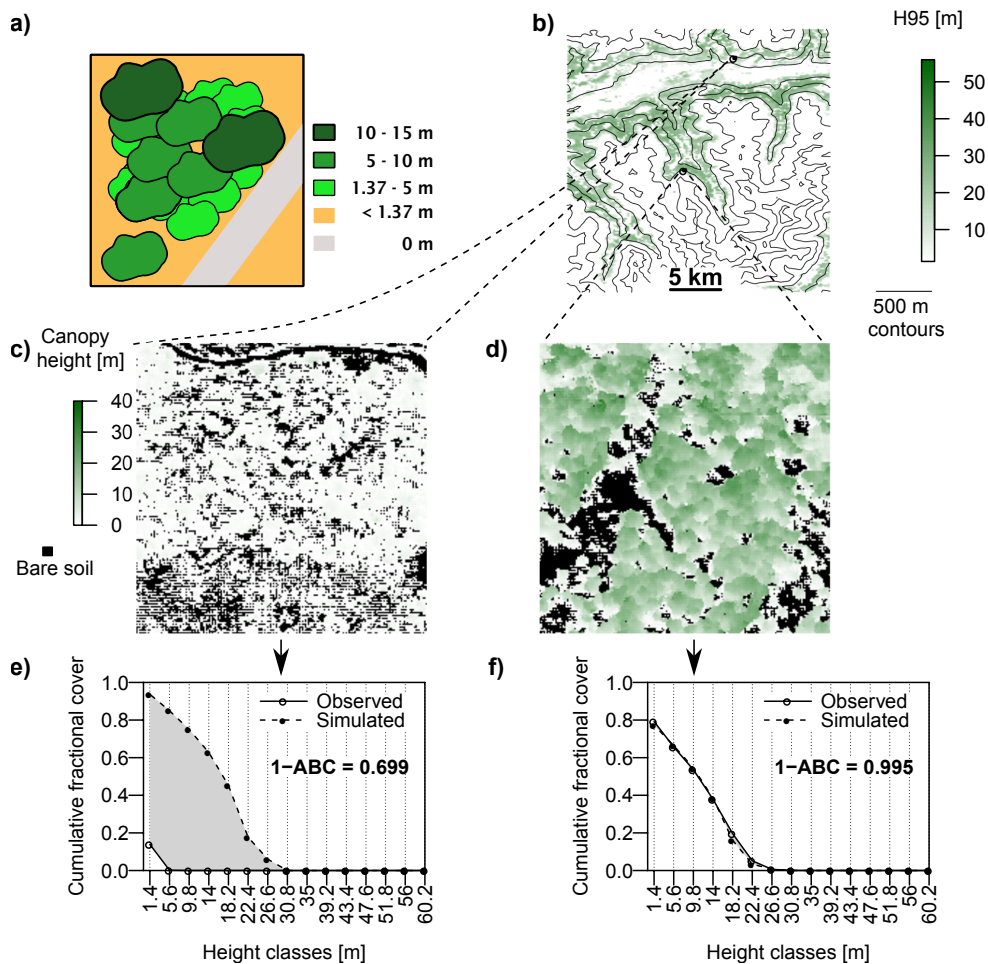 a)
10 - 15 m
5 - 10 m
1.37 - 5 m
< 1.37 m
0 m
b)
5 km
H95 [m]
50
40
30
20
10
500 m
contours
c)
Canopy
height [m]
40
30
20
10
0
Bare soil
d)
e)
Cumulative fractional cover
1.0
0.8
0.6
0.4
0.2
0.0
Observed
Simulated
1−ABC = 0.699
1.4
5.6
9.8
14
18.2
22.4
26.6
30.8
35
39.2
43.4
47.6
51.8
56
60.2
Height classes [m]
f)
Cumulative fractional cover
1.0
0.8
0.6
0.4
0.2
0.0
Observed
Simulated
1−ABC = 0.995
1.4
5.6
9.8
14
18.2
22.4
26.6
30.8
35
39.2
43.4
47.6
51.8
56
60.2
Height classes [m]